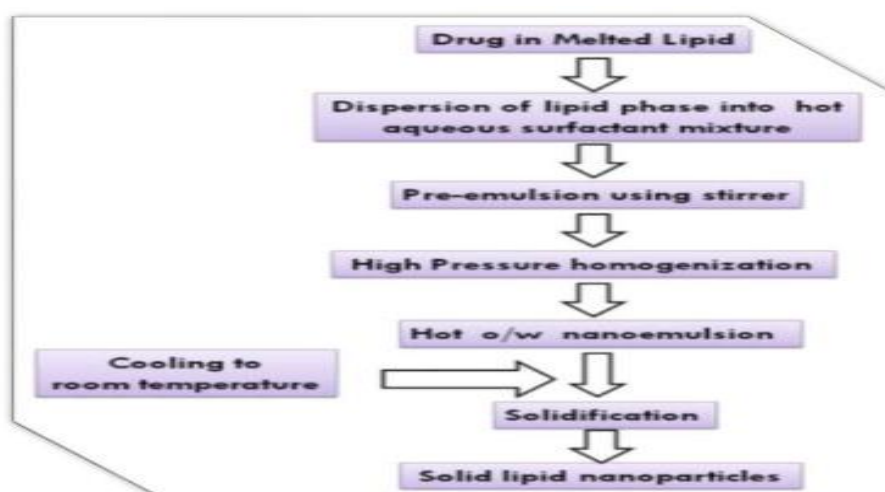 Drug in Melted Lipid
Dispersion of lipid phase into hot
aqueous surfactant mixture
Pre-emulsion using stirrer
High Pressure homogenization
Hot o/w nanoemulsion
Cooling to
room temperature
Solidification
Solid lipid nanoparticles